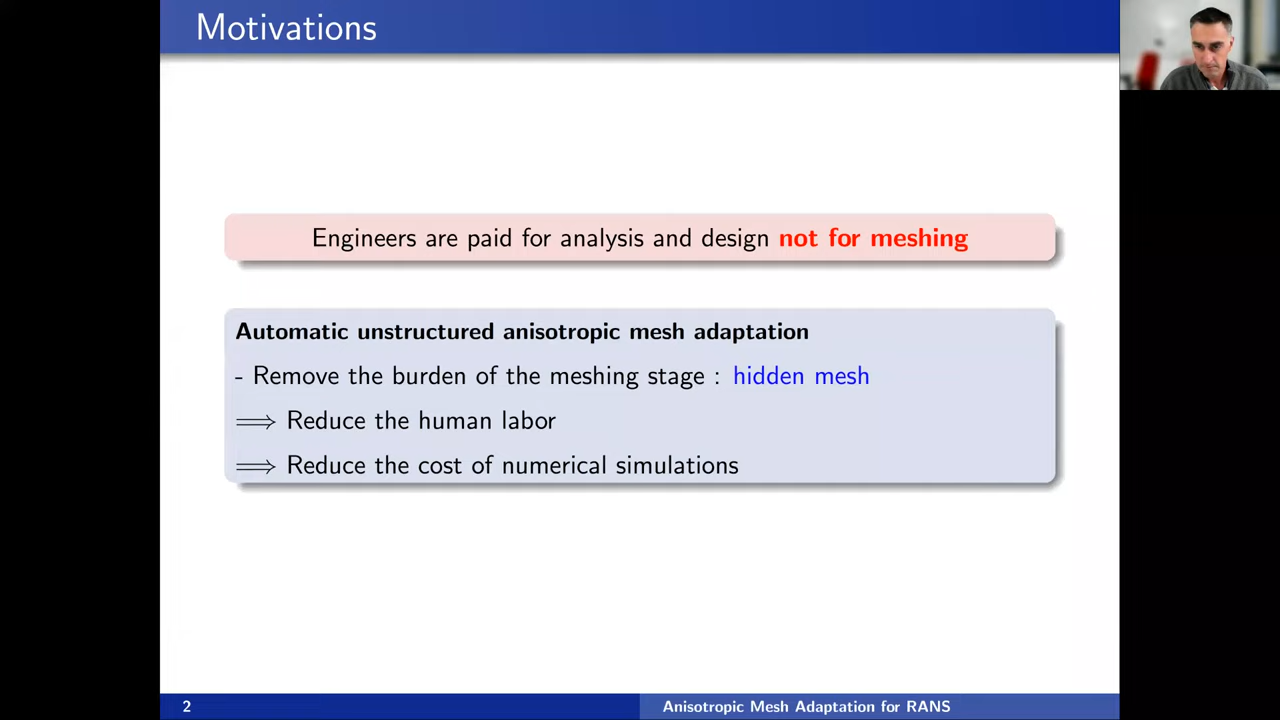 Motivations
Engineers are paid for analysis and design not for meshing
Automatic unstructured anisotropic mesh adaptation
- Remove the burden of the meshing stage : hidden mesh
⟹ Reduce the human labor
⟹ Reduce the cost of numerical simulations
2
Anisotropic Mesh Adaptation for RANS